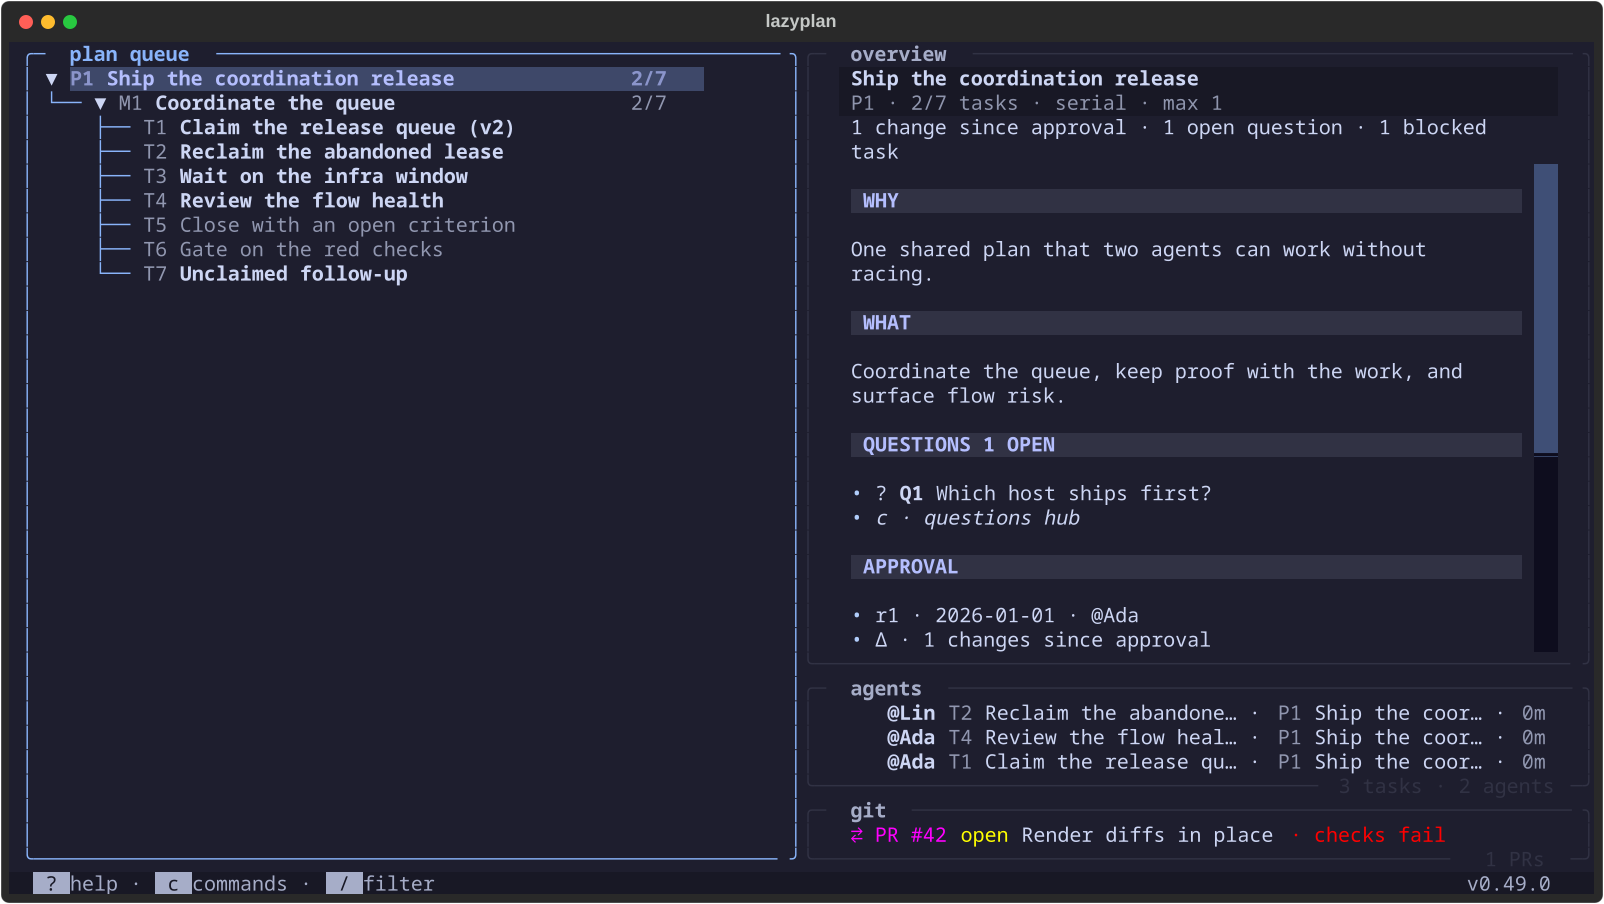 lazyplan
plan queue
▼ P1 Ship the coordination release 2/7
▼ M1 Coordinate the queue 2/7
T1 Claim the release queue (v2)
T2 Reclaim the abandoned lease
T3 Wait on the infra window
T4 Review the flow health
T5 Close with an open criterion
T6 Gate on the red checks
T7 Unclaimed follow-up
overview
Ship the coordination release
P1 · 2/7 tasks · serial · max 1
1 change since approval · 1 open question · 1 blocked
task
WHY
One shared plan that two agents can work without
racing.
WHAT
Coordinate the queue, keep proof with the work, and
surface flow risk.
QUESTIONS 1 OPEN
• ? Q1 Which host ships first?
• c · questions hub
APPROVAL
• r1 · 2026-01-01 · @Ada
• Δ · 1 changes since approval
agents
@Lin T2 Reclaim the abandone… · P1 Ship the coor… · 0m
@Ada T4 Review the flow heal… · P1 Ship the coor… · 0m
@Ada T1 Claim the release qu… · P1 Ship the coor… · 0m
3 tasks · 2 agents
git
⇄ PR #42 open Render diffs in place · checks fail
1 PRs
? help · c commands · / filter
v0.49.0